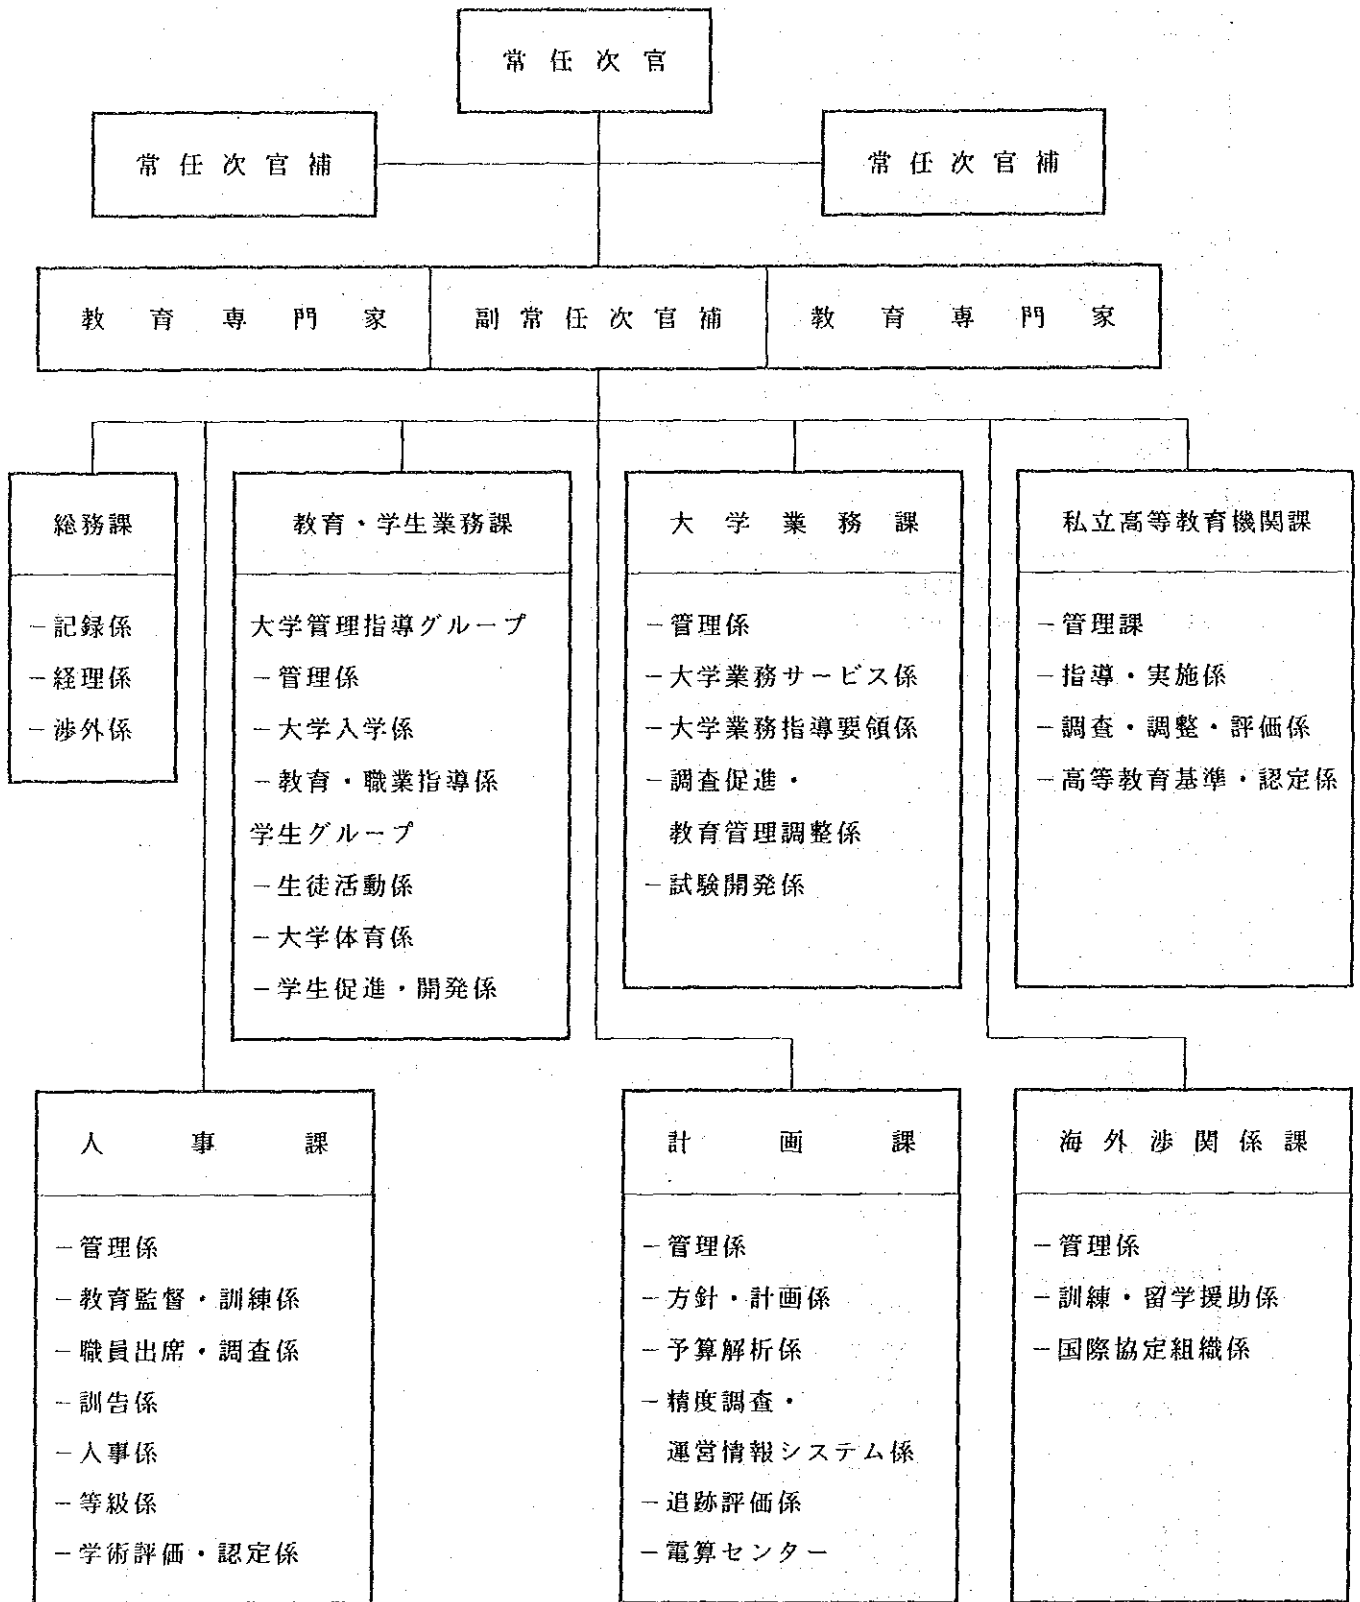 常任次官
常任次官補
常任次官補
教育専門家
副常任次官補
教育専門家
総務課
－記録係
－経理係
－渉外係
教育・学生業務課
大学管理指導グループ
－管理係
－大学入学係
－教育・職業指導係
学生グループ
－生徒活動係
－大学体育係
－学生促進・開発係
大学業務課
－管理係
－大学業務サービス係
－大学業務指導要領係
－調査促進・
教育管理調整係
－試験開発係
私立高等教育機関課
－管理課
－指導・実施係
－調査・調整・評価係
－高等教育基準・認定係
人事課
－管理係
－教育監督・訓練係
－職員出席・調査係
－訓告係
－人事係
－等級係
－学術評価・認定係
計画課
－管理係
－方針・計画係
－予算解析係
－精度調査・
運営情報システム係
－追跡評価係
－電算センター
海外渉関係課
－管理係
－訓練・留学援助係
－国際協定組織係